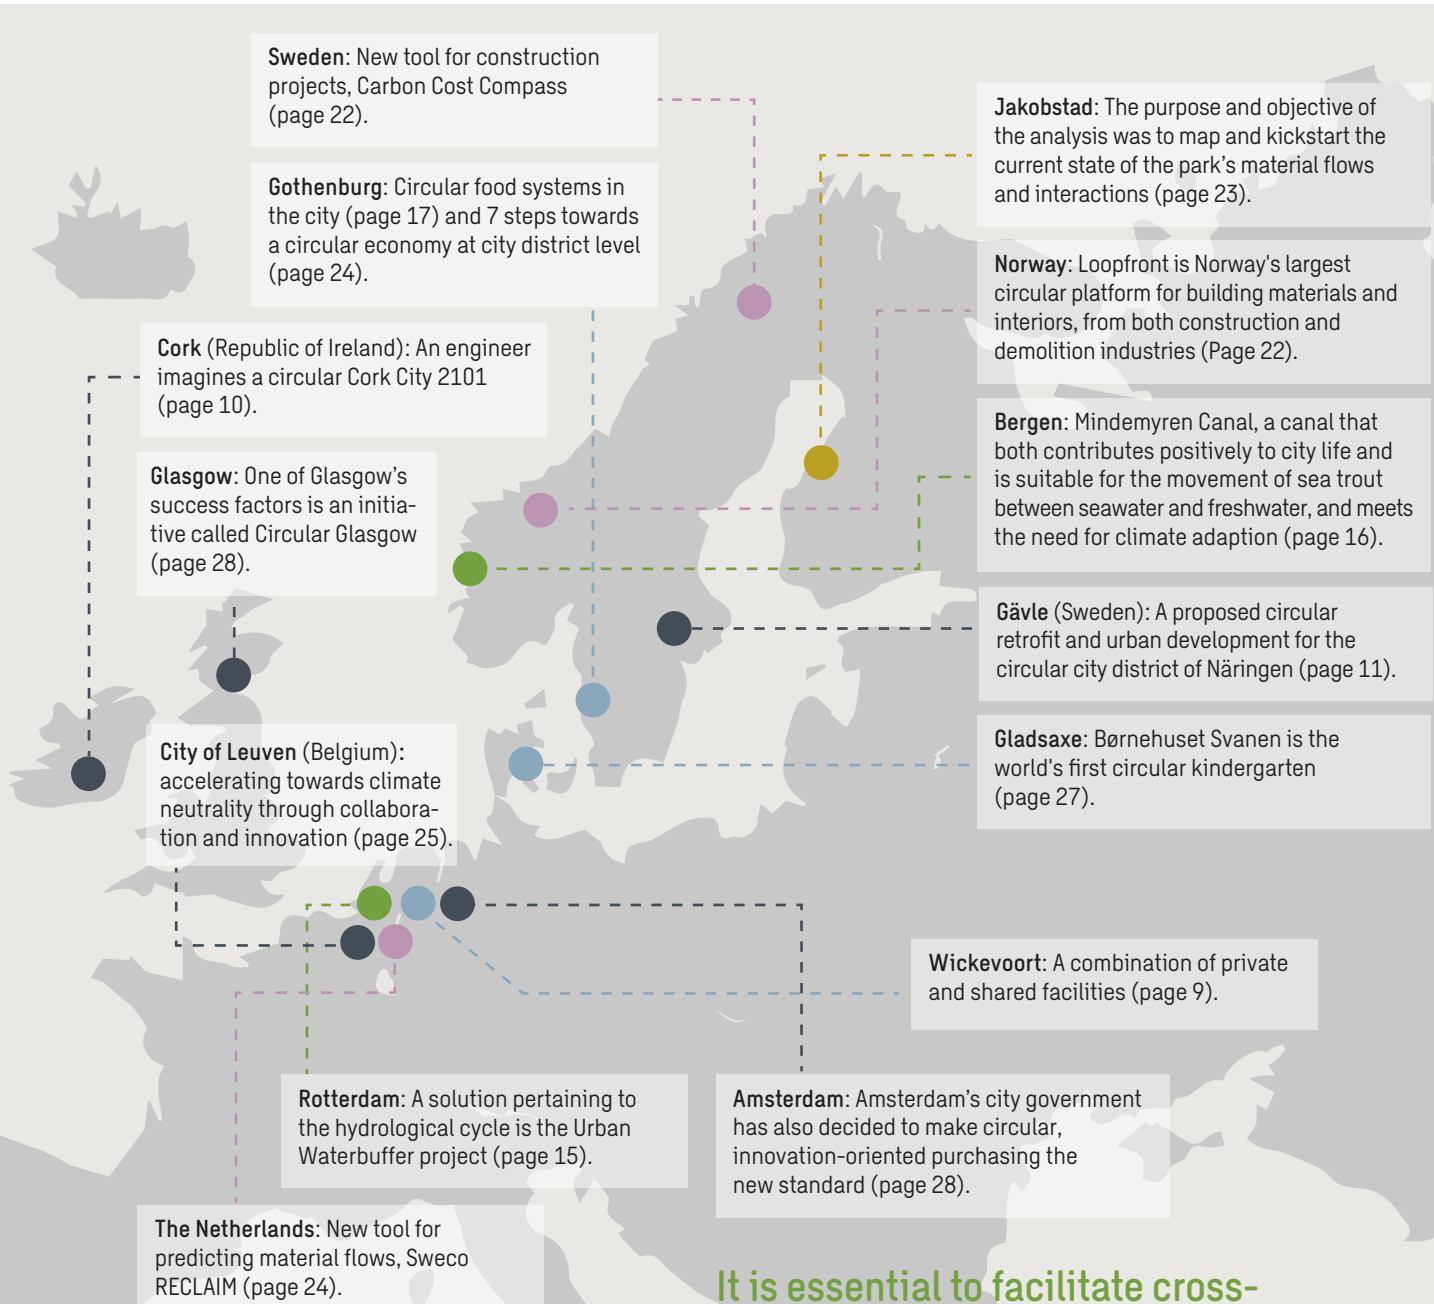 Sweden: New tool for construction
projects, Carbon Cost Compass
(page 22).
Gothenburg: Circular food systems in
the city (page 17) and 7 steps towards
a circular economy at city district level
(page 24).
Cork (Republic of Ireland): An engineer
imagines a circular Cork City 2101
(page 10).
Glasgow: One of Glasgow’s
success factors is an initia-
tive called Circular Glasgow
(page 28).
City of Leuven (Belgium):
accelerating towards climate
neutrality through collabora-
tion and innovation (page 25).
Jakobstad: The purpose and objective of
the analysis was to map and kickstart the
current state of the park’s material flows
and interactions (page 23).
Norway: Loopfront is Norway's largest
circular platform for building materials and
interiors, from both construction and
demolition industries (Page 22).
Bergen: Mindemyren Canal, a canal that
both contributes positively to city life and
is suitable for the movement of sea trout
between seawater and freshwater, and meets
the need for climate adaption (page 16).
Gävle (Sweden): A proposed circular
retrofit and urban development for the
circular city district of Näringen (page 11).
Gladsaxe: Børnehuset Svanen is the
world's first circular kindergarten
(page 27).
Wickevoort: A combination of private
and shared facilities (page 9).
Rotterdam: A solution pertaining to
the hydrological cycle is the Urban
Waterbuffer project (page 15).
Amsterdam: Amsterdam’s city government
has also decided to make circular,
innovation-oriented purchasing the
new standard (page 28).
The Netherlands: New tool for
predicting material flows, Sweco
RECLAIM (page 24).
It is essential to facilitate cross-